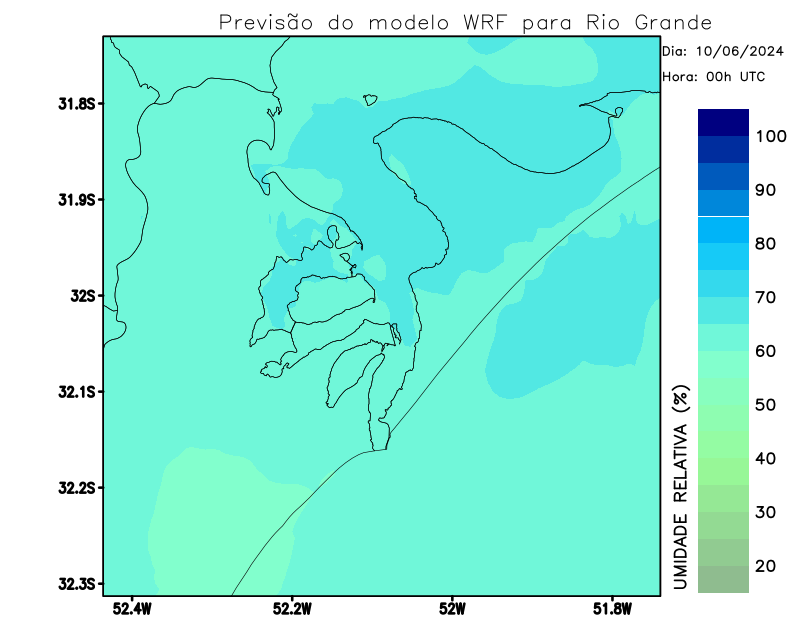 Previsão do modelo WRF para Rio Grande
Dia: 10/06/2024
Hora: 00h UTC
31.8S
31.9S
32S
32.1S
32.2S
32.3S
52.4W
52.2W
52W
51.8W
100
90
80
70
60
50
40
30
20
UMIDADE RELATIVA (%)